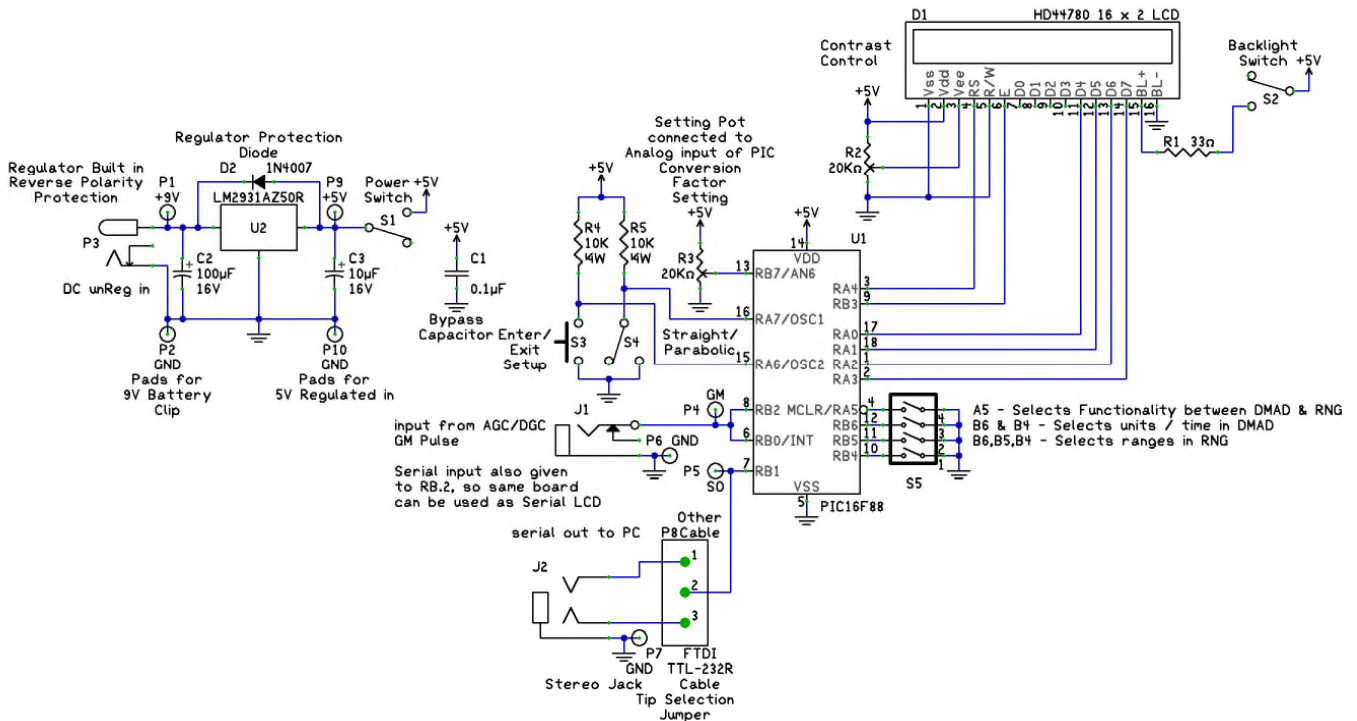 D1
HD44780 16 x 2 LCD
Contrast
Control
Backlight
Switch
+5V
Vss
Vdd
Vee
RS
R/W
E
D0
D1
D2
D3
D4
D5
D6
D7
BL+
BL-
1
2
3
4
5
6
7
8
9
10
11
12
13
14
15
16
+5V
S2
R1 33Ω
R2
20KΩ
Regulator Protection
Diode
D2
1N4007
Regulator Built in
Reverse Polarity
Protection
P1
+9V
LM2931AZ50R
P9
+5V
Power
Switch
+5V
S1
U2
P3
C2
100µF
16V
C3
10µF
16V
DC unReg in
P2
GND
Pads for
9V Battery
Clip
P10
GND
Pads for
5V Regulated in
+5V
C1
0.1µF
Bypass
Capacitor
Setting Pot
connected to
Analog input of PIC
Conversion
Factor
Setting
+5V
+5V
R4
10K
¼W
R5
10K
¼W
R3
20KΩ
Enter/
Exit
Setup
S3
S4
Straight/
Parabolic
U1
14
VDD
13
RB7/AN6
16
RA7/OSC1
15
RA6/OSC2
8
RB2
6
RB0/INT
7
RB1
VSS
5
PIC16F88
RA4
3
RB3
9
RA0
17
RA1
18
RA2
1
RA3
2
MCLR/RA5
4
RB6
12
RB5
11
RB4
10
4
3
2
1
S5
A5 - Selects Functionality between DMAD & RNG
B6 & B4 - Selects units / time in DMAD
B6,B5,B4 - Selects ranges in RNG
GM
P4
J1
input from AGC/DGC
GM Pulse
P6
GND
P5
SO
Serial input also given
to RB.2, so same board
can be used as Serial LCD
serial out to PC
Other
P8 Cable
J2
1
2
3
P7
GND
Stereo Jack
FTDI
TTL-232R
Cable
Tip Selection
Jumper